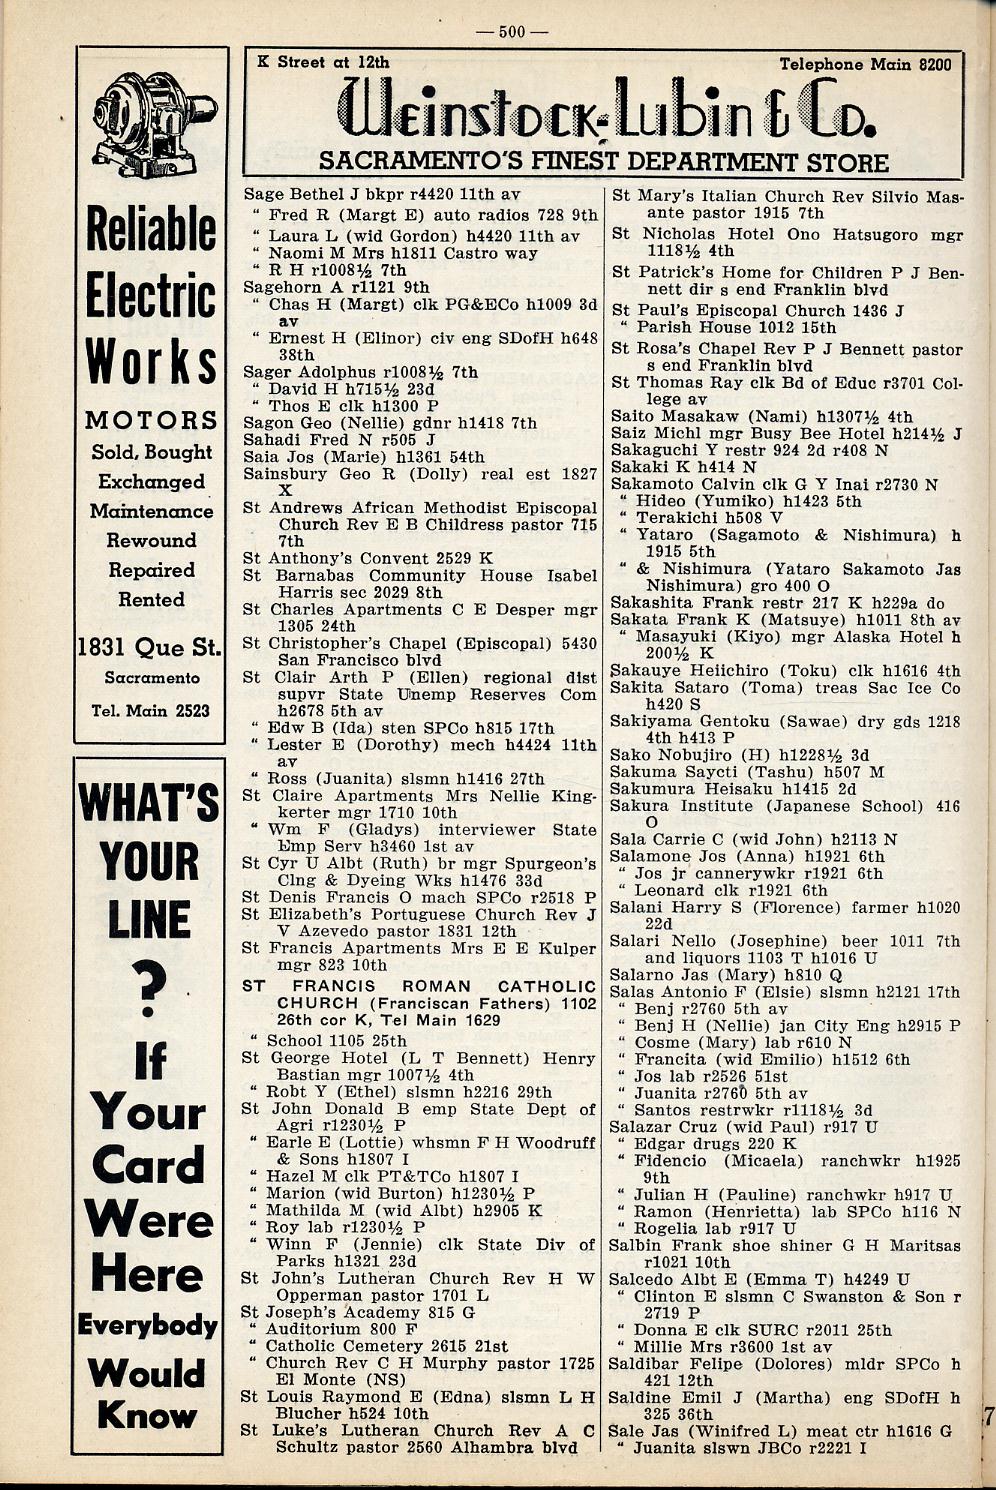 — 500 —
Reliable
Electric
Works
MOTORS
Sold, Bought
Exchanged
Maintenance
Rewound
Repaired
Rented
1831 Que St.
Sacramento
Tel. Main 2523
WHAT'S
YOUR
LINE
?
If
Your
Card
Were
Here
Everybody
Would
Know
K Street at 12th Telephone Main 8200
Weinstock-Lubin & Co.
SACRAMENTO'S FINEST DEPARTMENT STORE
Sage Bethel J bkpr r4420 11th av
" Fred R (Margt E) auto radios 728 9th
" Laura L (wid Gordon) h4420 11th av
" Naomi M Mrs h1811 Castro way
" R H r1008½ 7th
Sagehorn A r1121 9th
" Chas H (Margt) clk PG&ECo h1009 3d
av
" Ernest H (Elinor) civ eng SDofH h648
38th
Sager Adolphus r1008½ 7th
" David H h715½ 23d
" Thos E clk h1300 P
Sagon Geo (Nellie) gdnr h1418 7th
Sahadi Fred N r505 J
Saia Jos (Marie) h1361 54th
Sainsbury Geo R (Dolly) real est 1827
X
St Andrews African Methodist Episcopal
Church Rev E B Childress pastor 715
7th
St Anthony's Convent 2529 K
St Barnabas Community House Isabel
Harris sec 2029 8th
St Charles Apartments C E Desper mgr
1305 24th
St Christopher's Chapel (Episcopal) 5430
San Francisco blvd
St Clair Arth P (Ellen) regional dist
supvr State Unemp Reserves Com
h2678 5th av
" Edw B (Ida) sten SPCo h815 17th
" Lester E (Dorothy) mech h4424 11th
av
" Ross (Juanita) slsmn h1416 27th
St Claire Apartments Mrs Nellie King-
kerter mgr 1710 10th
" Wm F (Gladys) interviewer State
Emp Serv h3460 1st av
St Cyr U Albt (Ruth) br mgr Spurgeon's
Clng & Dyeing Wks h1476 33d
St Denis Francis O mach SPCo r2518 P
St Elizabeth's Portuguese Church Rev J
V Azevedo pastor 1831 12th
St Francis Apartments Mrs E E Kulper
mgr 823 10th
ST FRANCIS ROMAN CATHOLIC
CHURCH (Franciscan Fathers) 1102
26th cor K, Tel Main 1629
" School 1105 25th
St George Hotel (L T Bennett) Henry
Bastian mgr 1007½ 4th
" Robt Y (Ethel) slsmn h2216 29th
St John Donald B emp State Dept of
Agri r1230½ P
" Earle E (Lottie) whsmn F H Woodruff
& Sons h1807 I
" Hazel M clk PT&TCo h1807 I
" Marion (wid Burton) h1230½ P
" Mathilda M (wid Albt) h2905 K
" Roy lab r1230½ P
" Winn F (Jennie) clk State Div of
Parks h1321 23d
St John's Lutheran Church Rev H W
Opperman pastor 1701 L
St Joseph's Academy 815 G
" Auditorium 800 F
" Catholic Cemetery 2615 21st
" Church Rev C H Murphy pastor 1725
El Monte (NS)
St Louis Raymond E (Edna) slsmn L H
Blucher h524 10th
St Luke's Lutheran Church Rev A C
Schultz pastor 2560 Alhambra blvd
St Mary's Italian Church Rev Silvio Mas-
ante pastor 1915 7th
St Nicholas Hotel Ono Hatsugoro mgr
1118½ 4th
St Patrick's Home for Children P J Ben-
nett dir s end Franklin blvd
St Paul's Episcopal Church 1436 J
" Parish House 1012 15th
St Rosa's Chapel Rev P J Bennett pastor
s end Franklin blvd
St Thomas Ray clk Bd of Educ r3701 Col-
lege av
Saito Masakaw (Nami) h1307½ 4th
Saiz Michl mgr Busy Bee Hotel h214½ J
Sakaguchi Y restr 924 2d r408 N
Sakaki K h414 N
Sakamoto Calvin clk G Y Inai r2730 N
" Hideo (Yumiko) h1423 5th
" Terakichi h508 V
" Yataro (Sagamoto & Nishimura) h
1915 5th
" & Nishimura (Yataro Sakamoto Jas
Nishimura) gro 400 O
Sakashita Frank restr 217 K h229a do
Sakata Frank K (Matsuye) h1011 8th av
" Masayuki (Kiyo) mgr Alaska Hotel h
200½ K
Sakauye Heiichiro (Toku) clk h1616 4th
Sakita Sataro (Toma) treas Sac Ice Co
h420 S
Sakiyama Gentoku (Sawae) dry gds 1218
4th h413 P
Sako Nobujiro (H) h1228½ 3d
Sakuma Saycti (Tashu) h507 M
Sakumura Heisaku h1415 2d
Sakura Institute (Japanese School) 416
O
Sala Carrie C (wid John) h2113 N
Salamone Jos (Anna) h1921 6th
" Jos jr cannerywkr r1921 6th
" Leonard clk r1921 6th
Salani Harry S (Florence) farmer h1020
22d
Salari Nello (Josephine) beer 1011 7th
and liquors 1103 T h1016 U
Salarno Jas (Mary) h810 Q
Salas Antonio F (Elsie) slsmn h2121 17th
" Benj r2760 5th av
" Benj H (Nellie) jan City Eng h2915 P
" Cosme (Mary) lab r610 N
" Francita (wid Emilio) h1512 6th
" Jos lab r2526 51st
" Juanita r2760 5th av
" Santos restrwkr r1118½ 3d
Salazar Cruz (wid Paul) r917 U
" Edgar drugs 220 K
" Fidencio (Micaela) ranchwkr h1925
9th
" Julian H (Pauline) ranchwkr h917 U
" Ramon (Henrietta) lab SPCo h116 N
" Rogelia lab r917 U
Salbin Frank shoe shiner G H Maritsas
r1021 10th
Salcedo Albt E (Emma T) h4249 U
" Clinton E slsmn C Swanston & Son r
2719 P
" Donna E clk SURC r2011 25th
" Millie Mrs r3600 1st av
Saldibar Felipe (Dolores) mldr SPCo h
421 12th
Saldine Emil J (Martha) eng SDofH h
325 36th
Sale Jas (Winifred L) meat ctr h1616 G
" Juanita slswn JBCo r2221 I
7